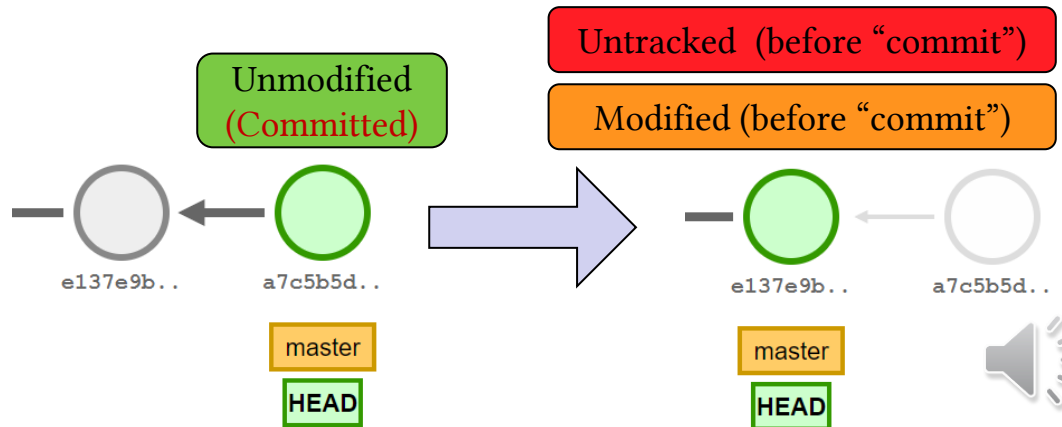 Untracked (before “commit”)
Unmodified
(Committed)
Modified (before “commit”)
e137e9b..
a7c5b5d..
e137e9b..
a7c5b5d..
master
HEAD
master
HEAD